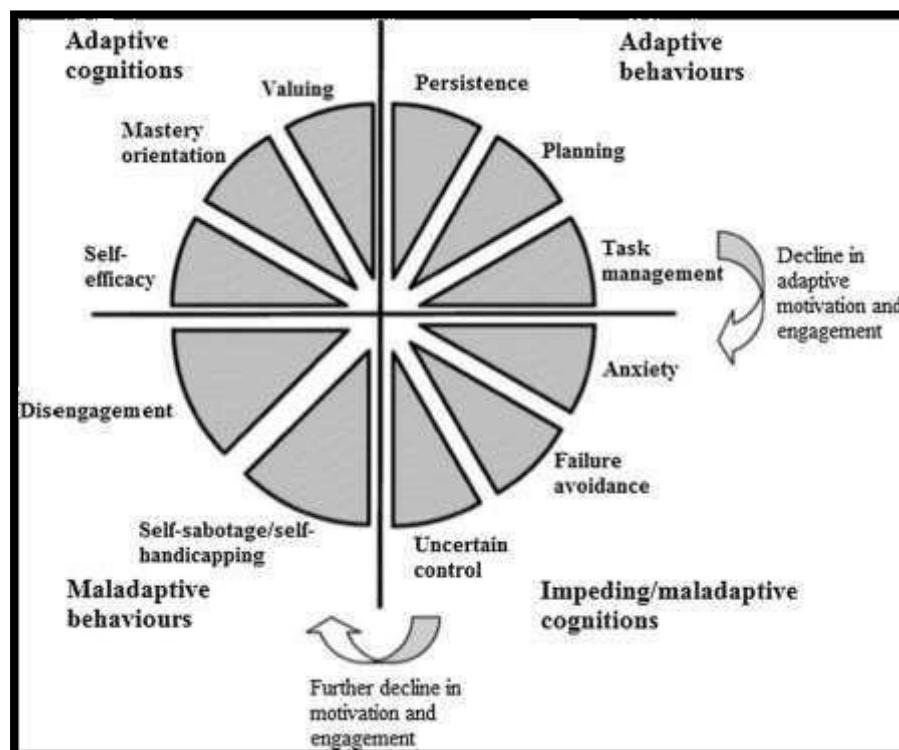 Adaptive
cognitions
Adaptive
behaviours
Valuing
Persistence
Mastery
orientation
Planning
Self-
efficacy
Task
management
Decline in
adaptive
motivation and
engagement
Disengagement
Anxiety
Failure
avoidance
Self-sabotage/self-
handicapping
Uncertain
control
Maladaptive
behaviours
Impeding/maladaptive
cognitions
Further decline in
motivation and
engagement